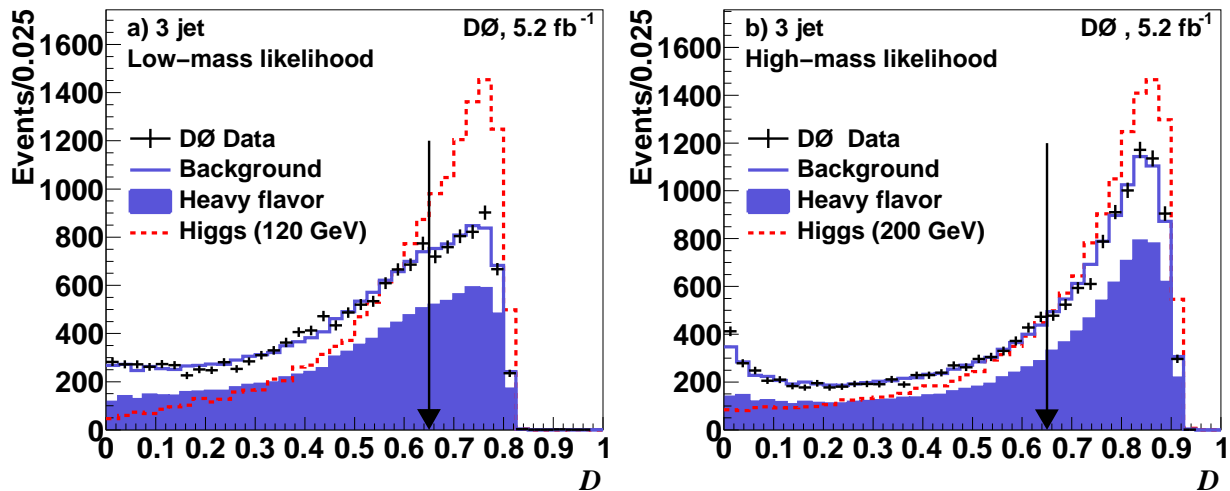 a) 3 jet DØ, 5.2 fb⁻¹
Low−mass likelihood
DØ Data
Background
Heavy flavor
Higgs (120 GeV)
Events/0.025
1600
1400
1200
1000
800
600
400
200
0
0 0.1 0.2 0.3 0.4 0.5 0.6 0.7 0.8 0.9 1
D
b) 3 jet DØ , 5.2 fb⁻¹
High−mass likelihood
DØ Data
Background
Heavy flavor
Higgs (200 GeV)
Events/0.025
1600
1400
1200
1000
800
600
400
200
0
0 0.1 0.2 0.3 0.4 0.5 0.6 0.7 0.8 0.9 1
D